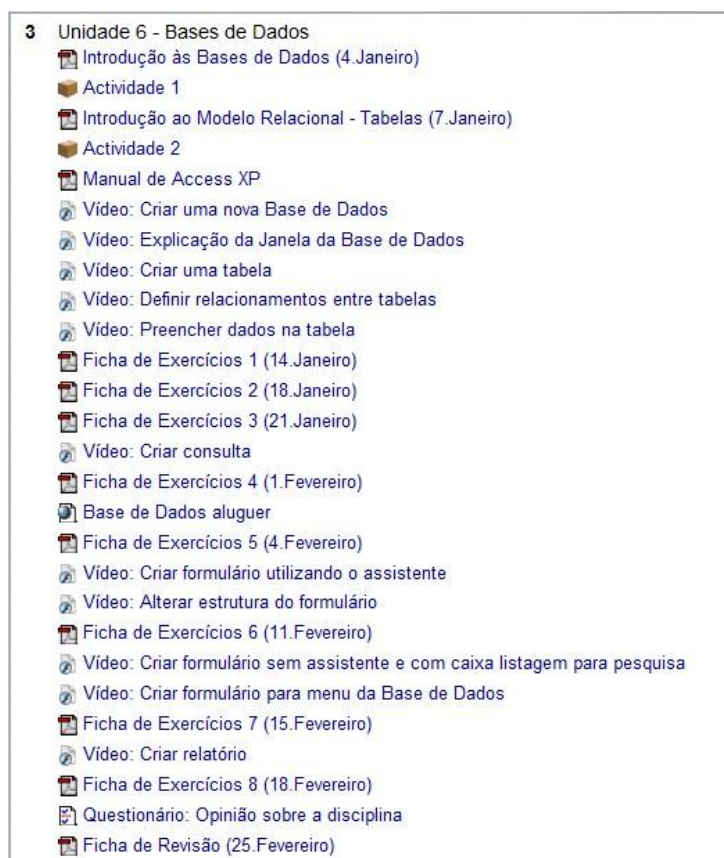 3 Unidade 6 - Bases de Dados
Introdução às Bases de Dados (4.Janeiro)
Actividade 1
Introdução ao Modelo Relacional - Tabelas (7.Janeiro)
Actividade 2
Manual de Access XP
Vídeo: Criar uma nova Base de Dados
Vídeo: Explicação da Janela da Base de Dados
Vídeo: Criar uma tabela
Vídeo: Definir relacionamentos entre tabelas
Vídeo: Preencher dados na tabela
Ficha de Exercícios 1 (14.Janeiro)
Ficha de Exercícios 2 (18.Janeiro)
Ficha de Exercícios 3 (21.Janeiro)
Vídeo: Criar consulta
Ficha de Exercícios 4 (1.Fevereiro)
Base de Dados aluguer
Ficha de Exercícios 5 (4.Fevereiro)
Vídeo: Criar formulário utilizando o assistente
Vídeo: Alterar estrutura do formulário
Ficha de Exercícios 6 (11.Fevereiro)
Vídeo: Criar formulário sem assistente e com caixa listagem para pesquisa
Vídeo: Criar formulário para menu da Base de Dados
Ficha de Exercícios 7 (15.Fevereiro)
Vídeo: Criar relatório
Ficha de Exercícios 8 (18.Fevereiro)
Questionário: Opinião sobre a disciplina
Ficha de Revisão (25.Fevereiro)